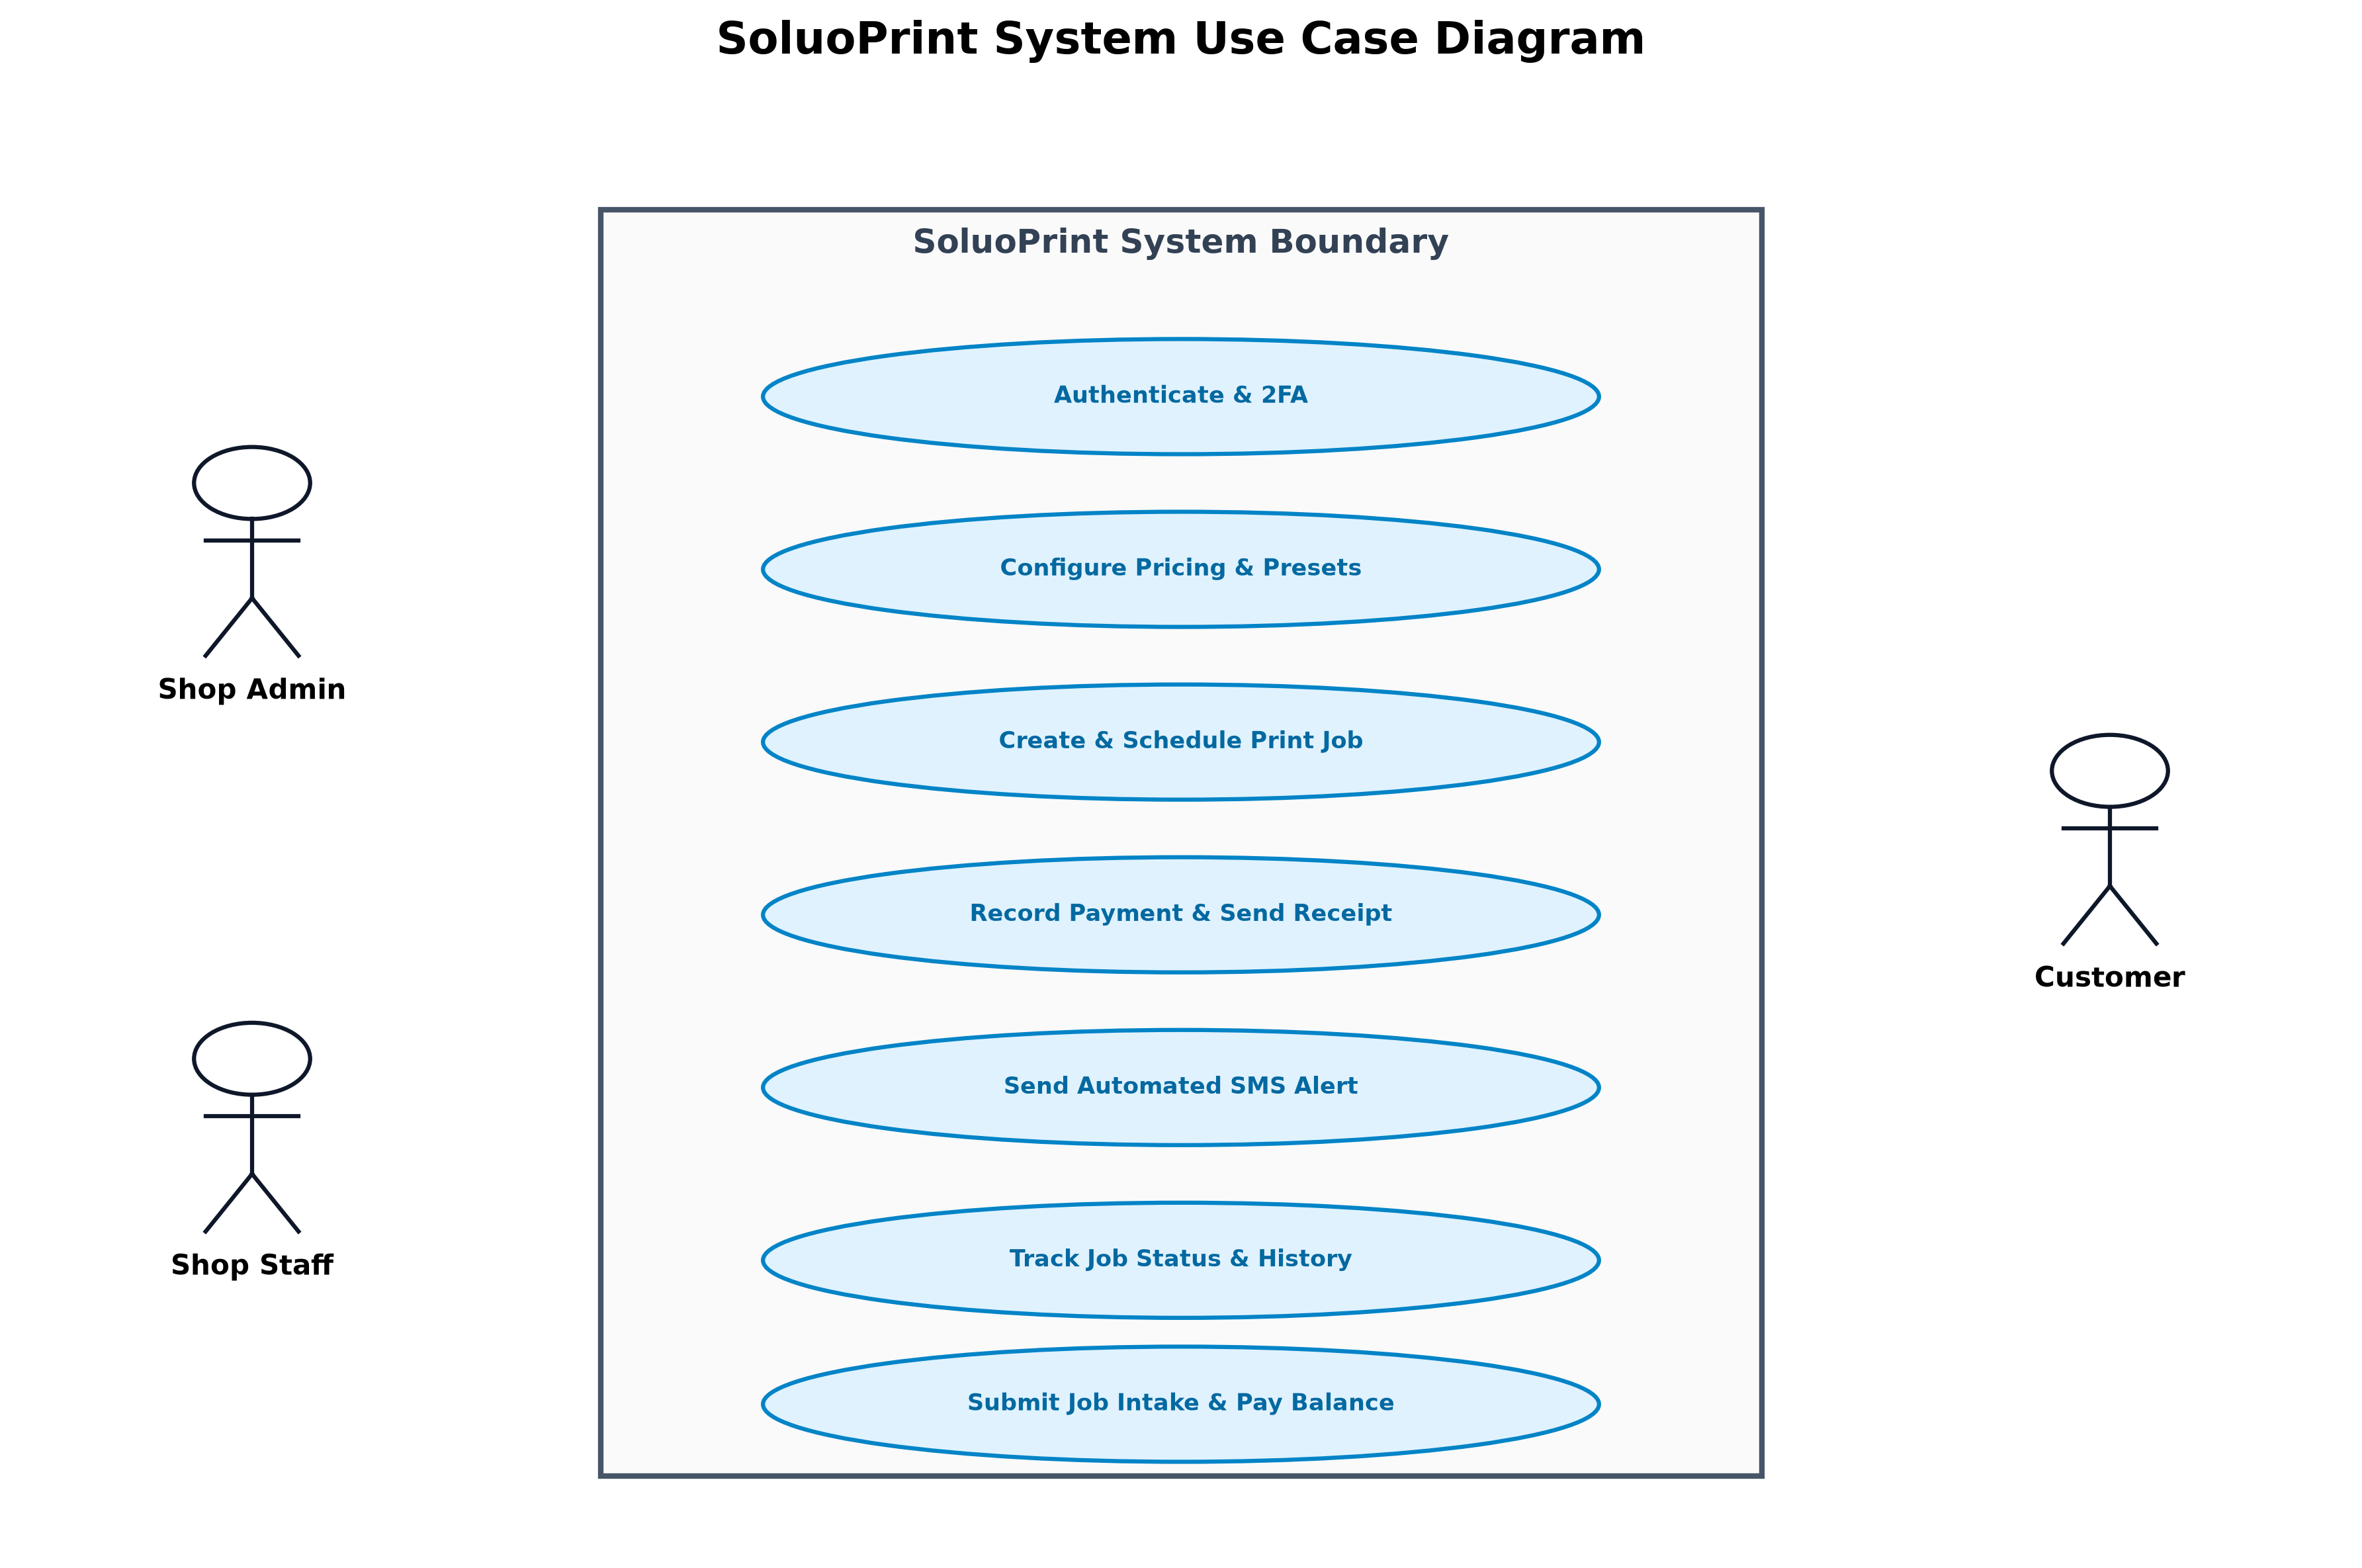 SoluoPrint System Use Case Diagram
SoluoPrint System Boundary
Authenticate & 2FA
Configure Pricing & Presets
Shop Admin
Create & Schedule Print Job
Record Payment & Send Receipt
Customer
Send Automated SMS Alert
Shop Staff
Track Job Status & History
Submit Job Intake & Pay Balance